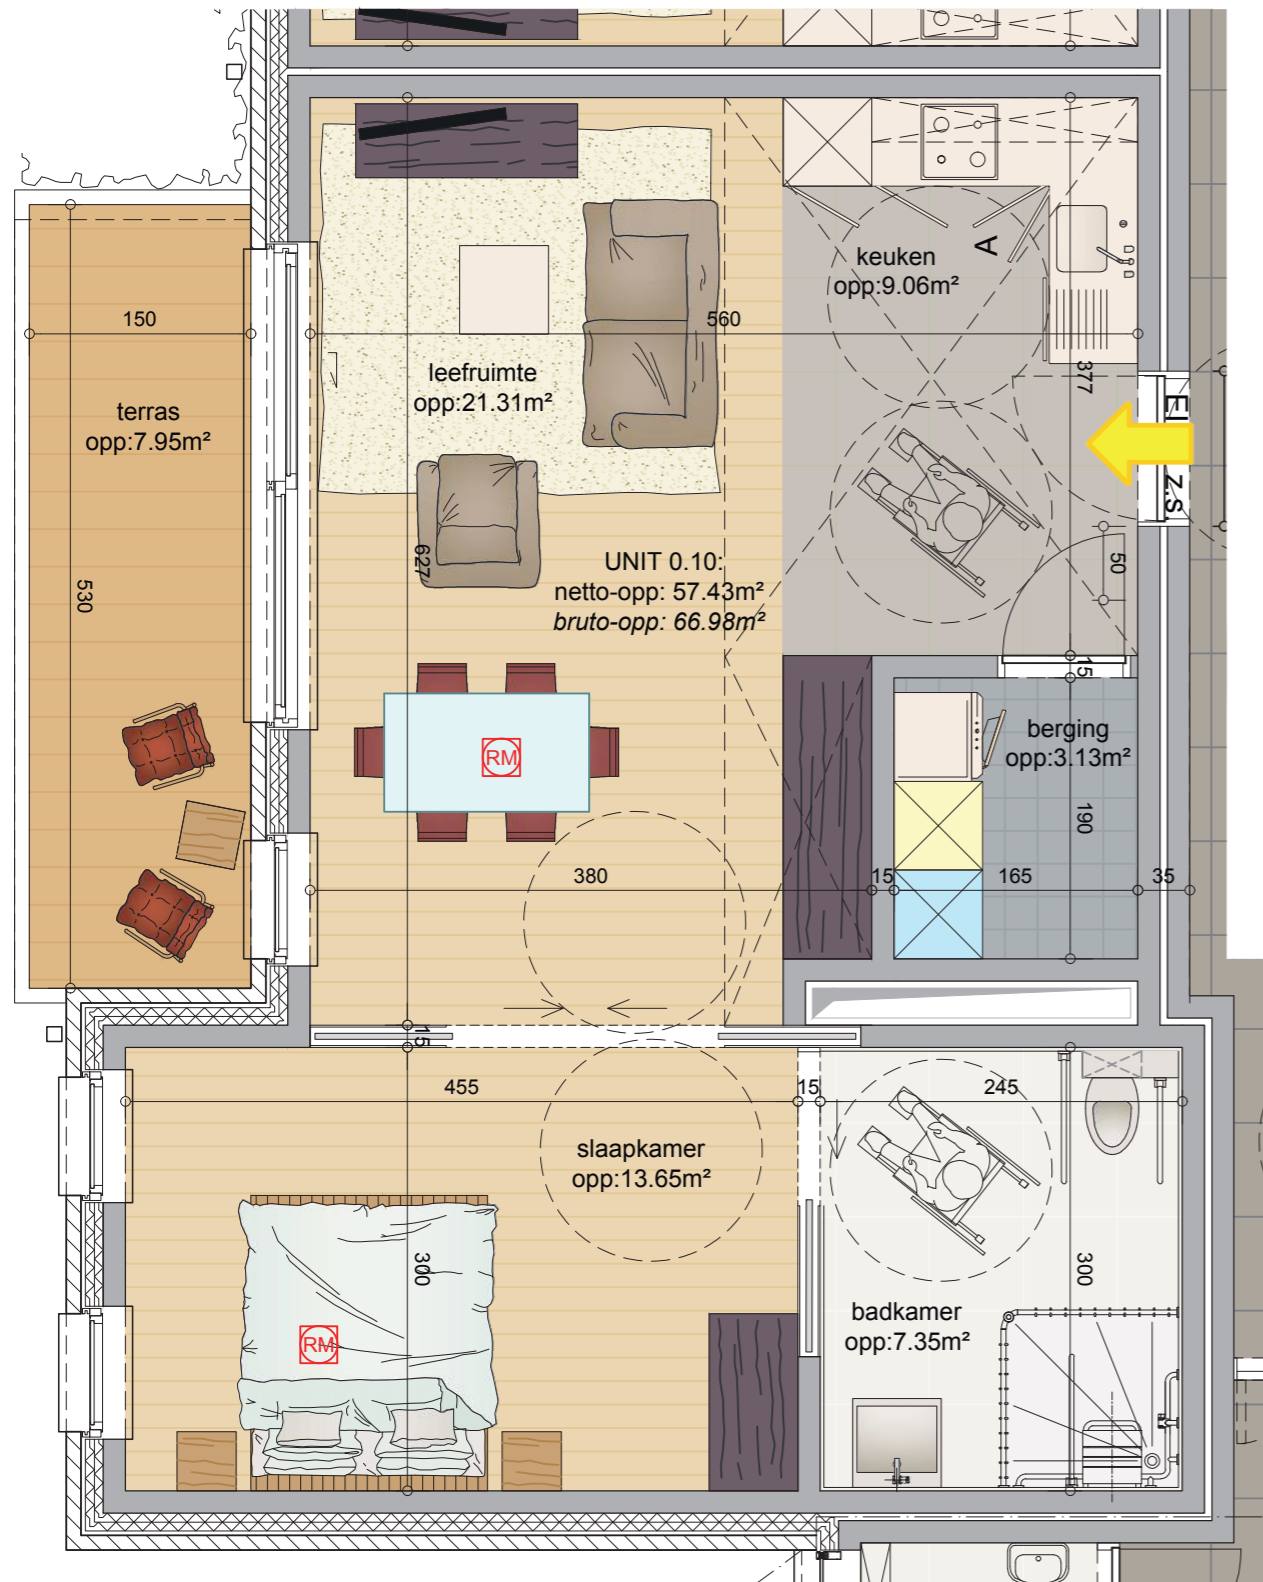 keuken
opp:9.06m²
A
150
560
377
leefruimte
opp:21.31m²
terras
opp:7.95m²
EI
z.s
627
UNIT 0.10:
netto-opp: 57.43m²
bruto-opp: 66.98m²
50
530
15
RM
berging
opp:3.13m²
190
380
15
165
35
15
455
15
245
slaapkamer
opp:13.65m²
300
300
RM
badkamer
opp:7.35m²